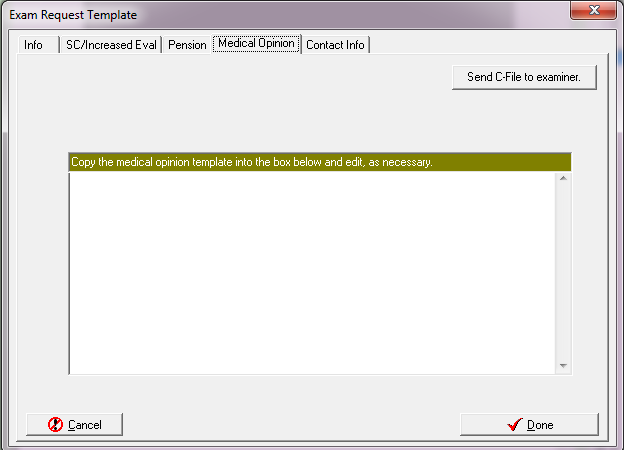 Exam Request Template
Info SC/Increased Eval Pension Medical Opinion Contact Info
Send C-File to examiner.
Copy the medical opinion template into the box below and edit, as necessary.
Cancel Done